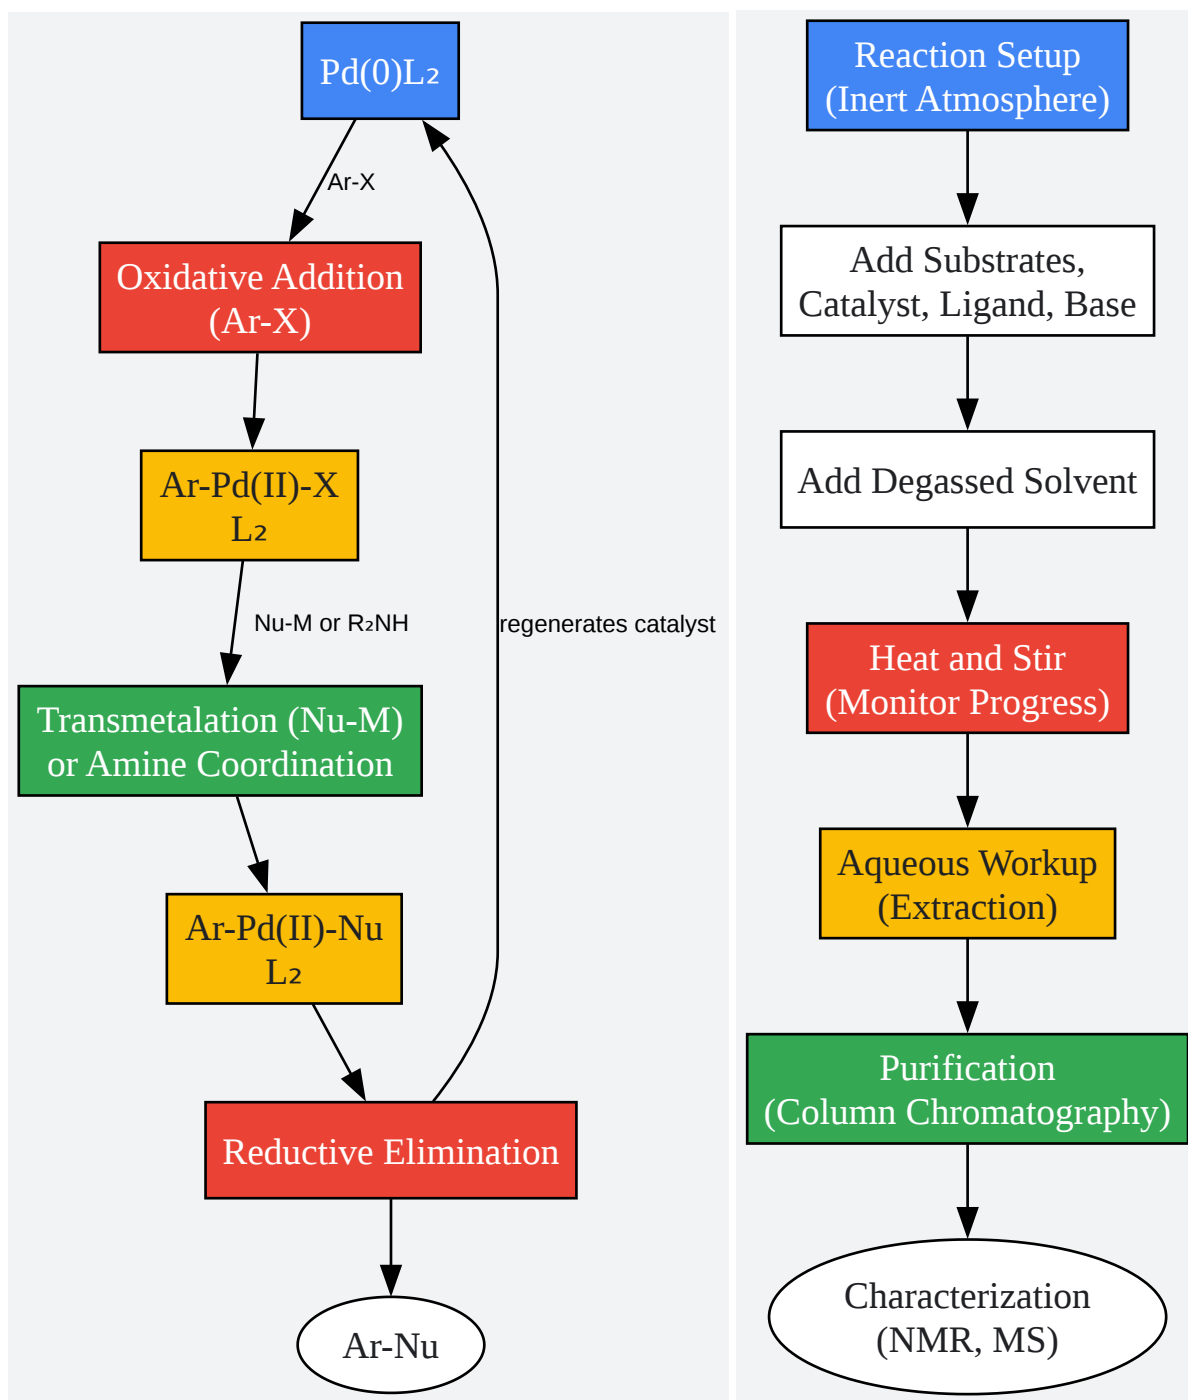 Pd(0)L₂
Ar-X
Oxidative Addition
(Ar-X)
Ar-Pd(II)-X
L₂
Nu-M or R₂NH
regenerates catalyst
Transmetalation (Nu-M)
or Amine Coordination
Ar-Pd(II)-Nu
L₂
Reductive Elimination
Ar-Nu
Reaction Setup
(Inert Atmosphere)
Add Substrates,
Catalyst, Ligand, Base
Add Degassed Solvent
Heat and Stir
(Monitor Progress)
Aqueous Workup
(Extraction)
Purification
(Column Chromatography)
Characterization
(NMR, MS)